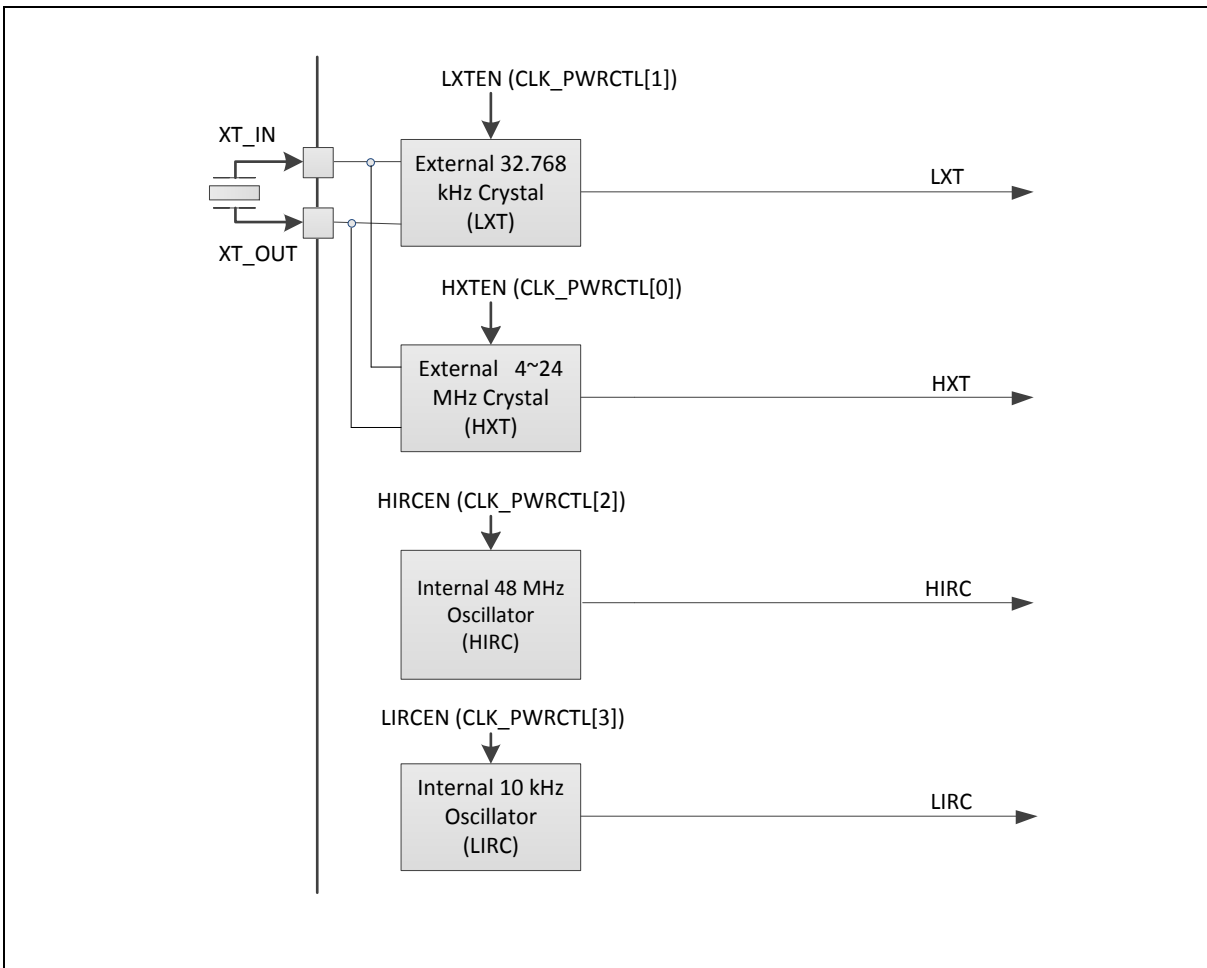 LXTEN (CLK_PWRCTL[1])
XT_IN
External 32.768
kHz Crystal
(LXT)
LXT
XT_OUT
HXTEN (CLK_PWRCTL[0])
External 4~24
MHz Crystal
(HXT)
HXT
HIRCEN (CLK_PWRCTL[2])
Internal 48 MHz
Oscillator
(HIRC)
HIRC
LIRCEN (CLK_PWRCTL[3])
Internal 10 kHz
Oscillator
(LIRC)
LIRC